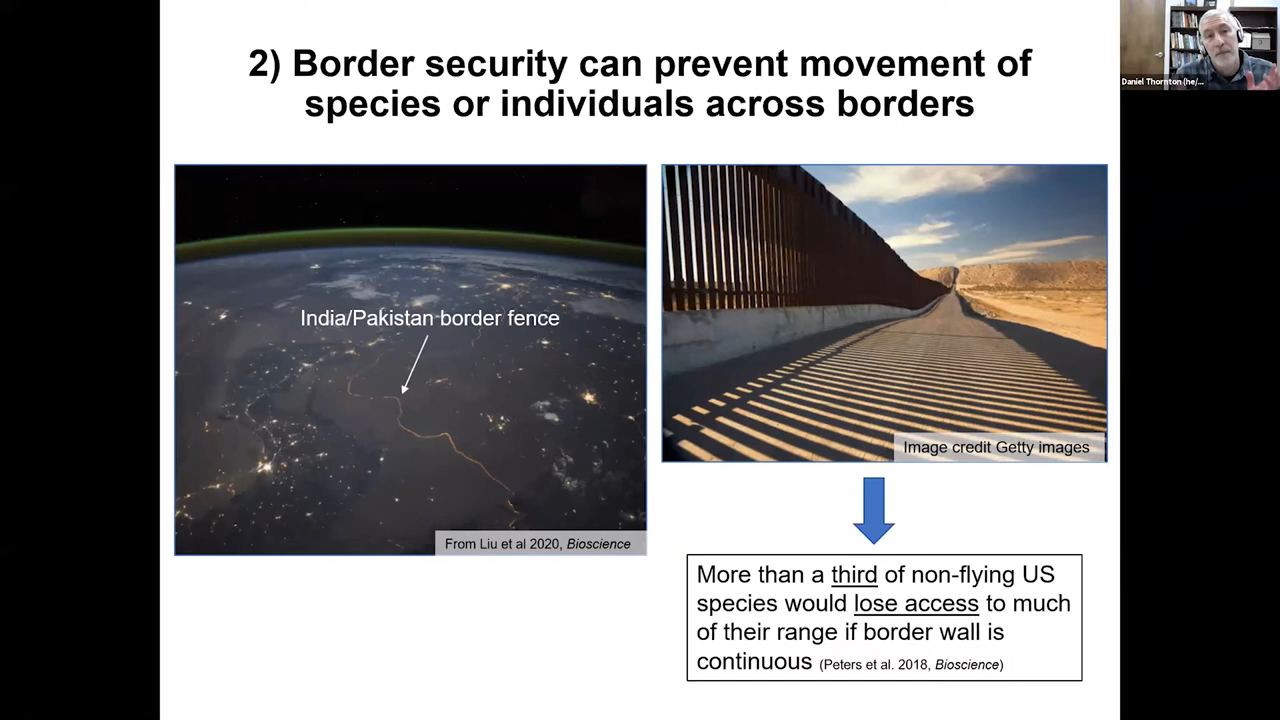 2) Border security can prevent movement of
species or individuals across borders
Daniel Thornton (he/...
India/Pakistan border fence
Image credit Getty images
From Liu et al 2020, Bioscience
More than a third of non-flying US
species would lose access to much
of their range if border wall is
continuous (Peters et al. 2018, Bioscience)